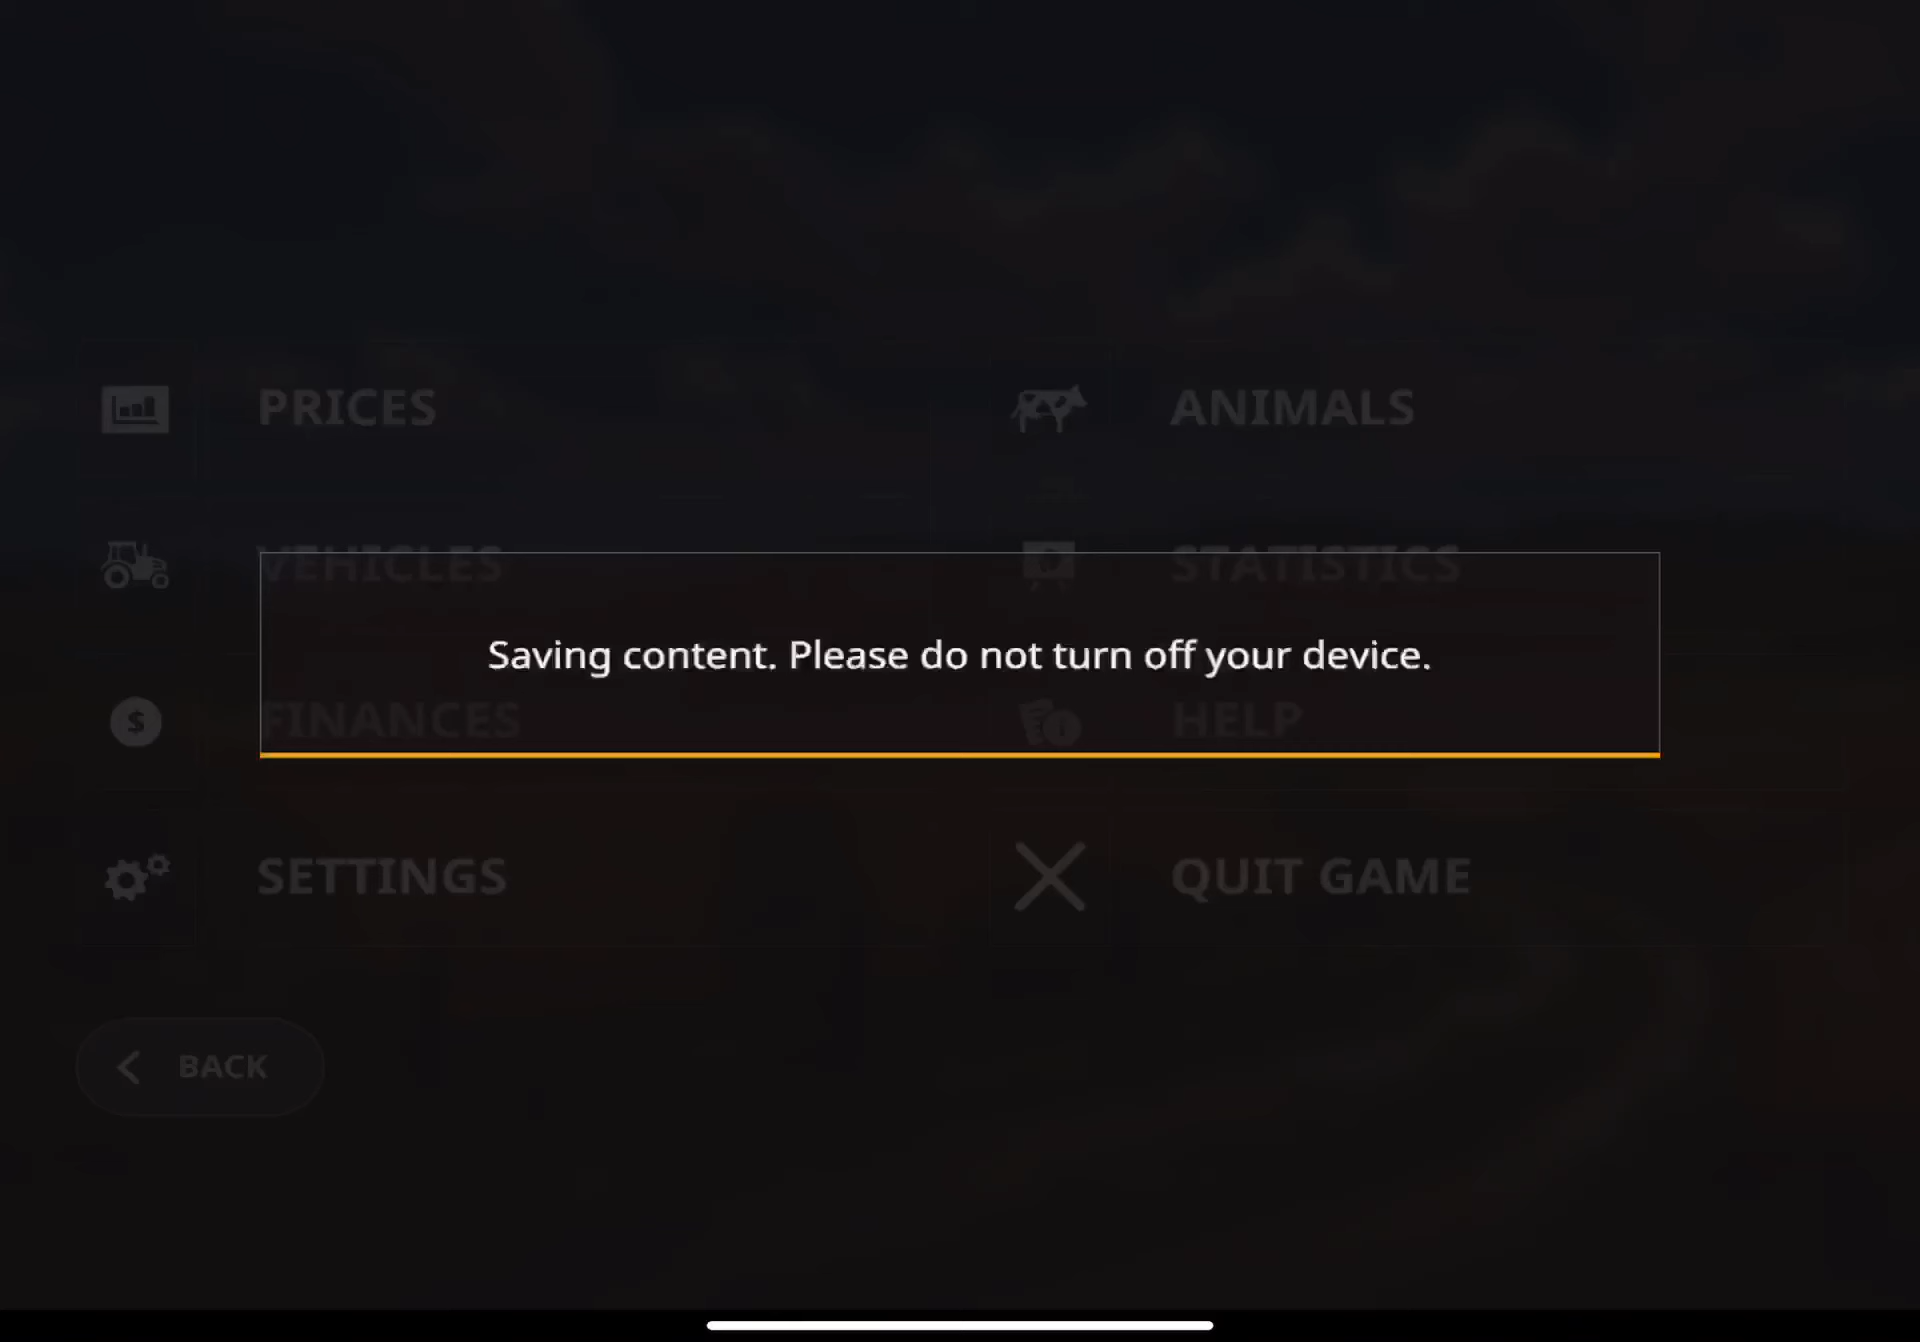 PRICES
ANIMALS
VEHICLES
STATISTICS
Saving content. Please do not turn off your device.
FINANCES
HELP
SETTINGS
QUIT GAME
BACK